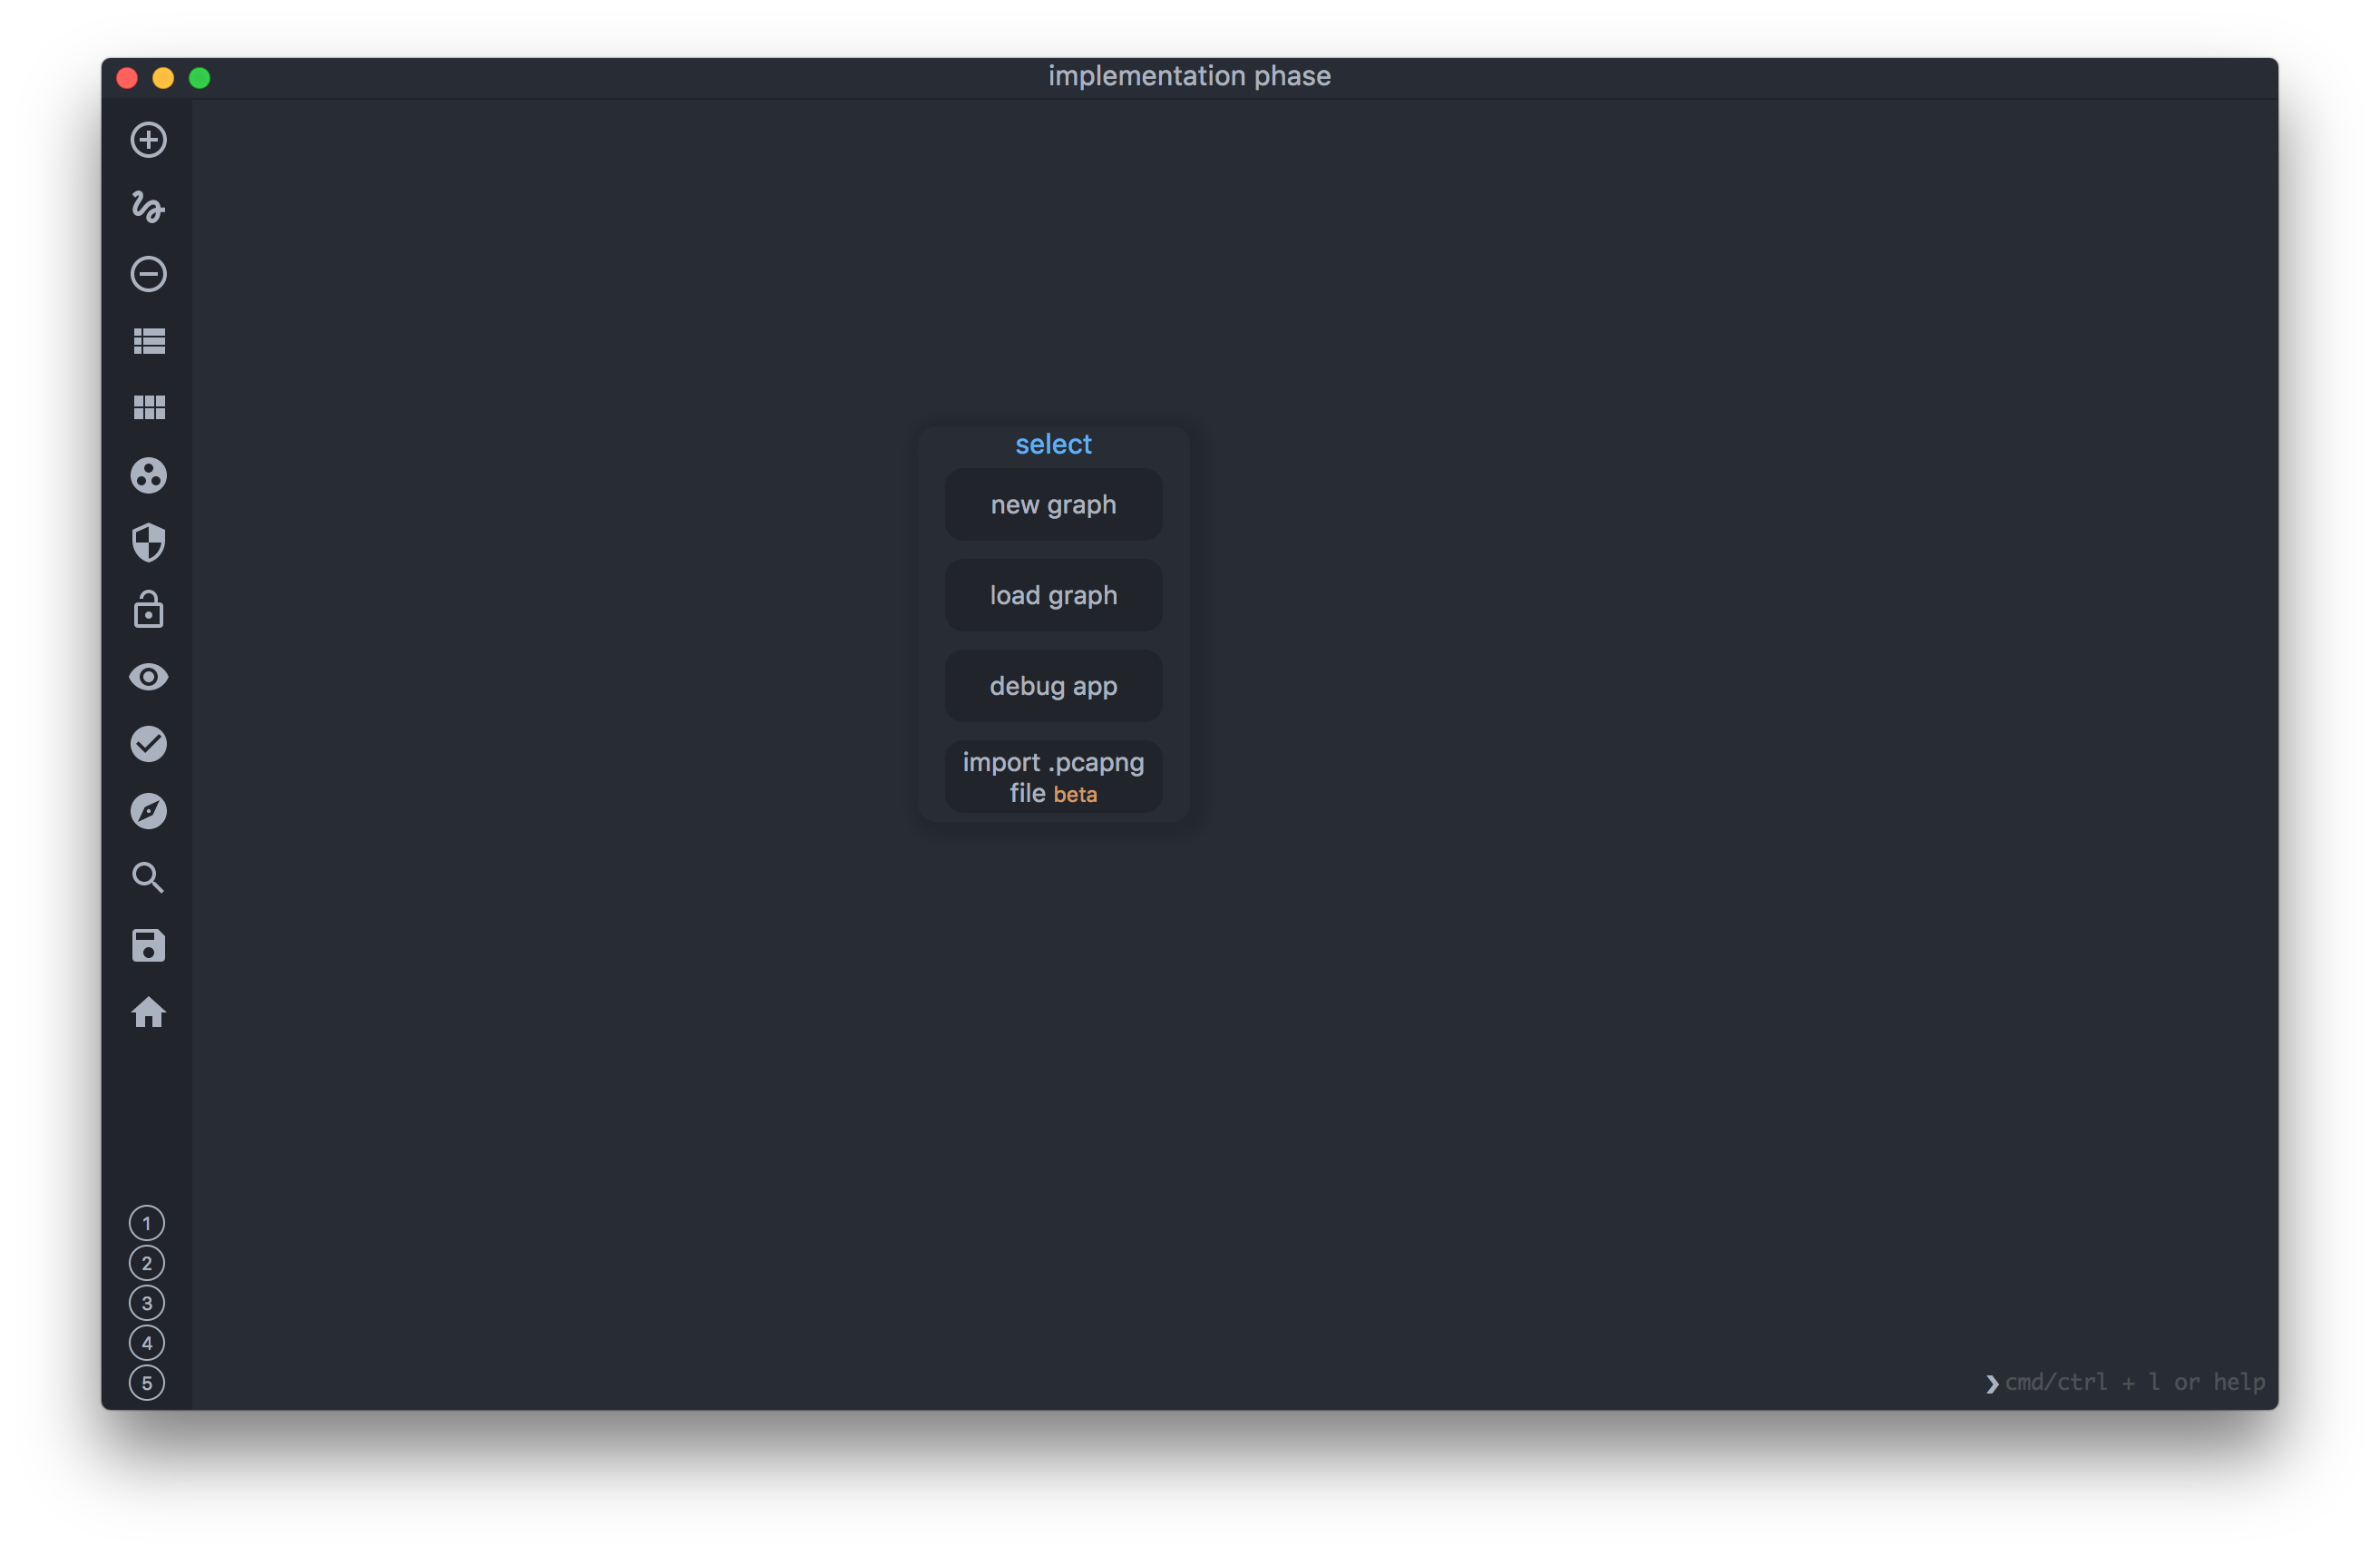 implementation phase
select
new graph
load graph
debug app
import .pcapng
file beta
1
2
3
4
5
❯cmd/ctrl + l or help